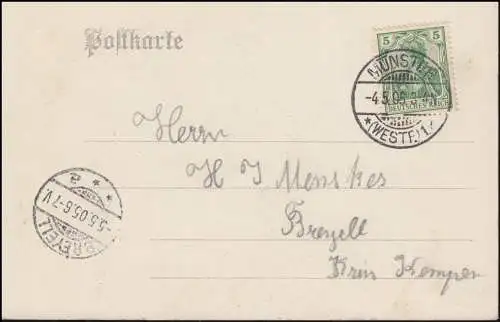 Postkarte
5 5
DEUTSCHES REICH
MÜNSTER
-4.5.05.
*(WESTF.)1.*
Herrn
H J Menskes
Breyell
Kreis Kempen
* * a
-5.5.05.6-7V.
BREYELL